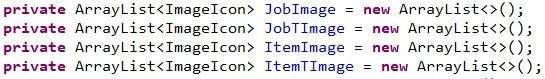 private ArrayList<ImageIcon> JobImage = new ArrayList<>();
private ArrayList<ImageIcon> JobTImage = new ArrayList<>();
private ArrayList<ImageIcon> ItemImage = new ArrayList<>();
private ArrayList<ImageIcon> ItemTImage = new ArrayList<>();